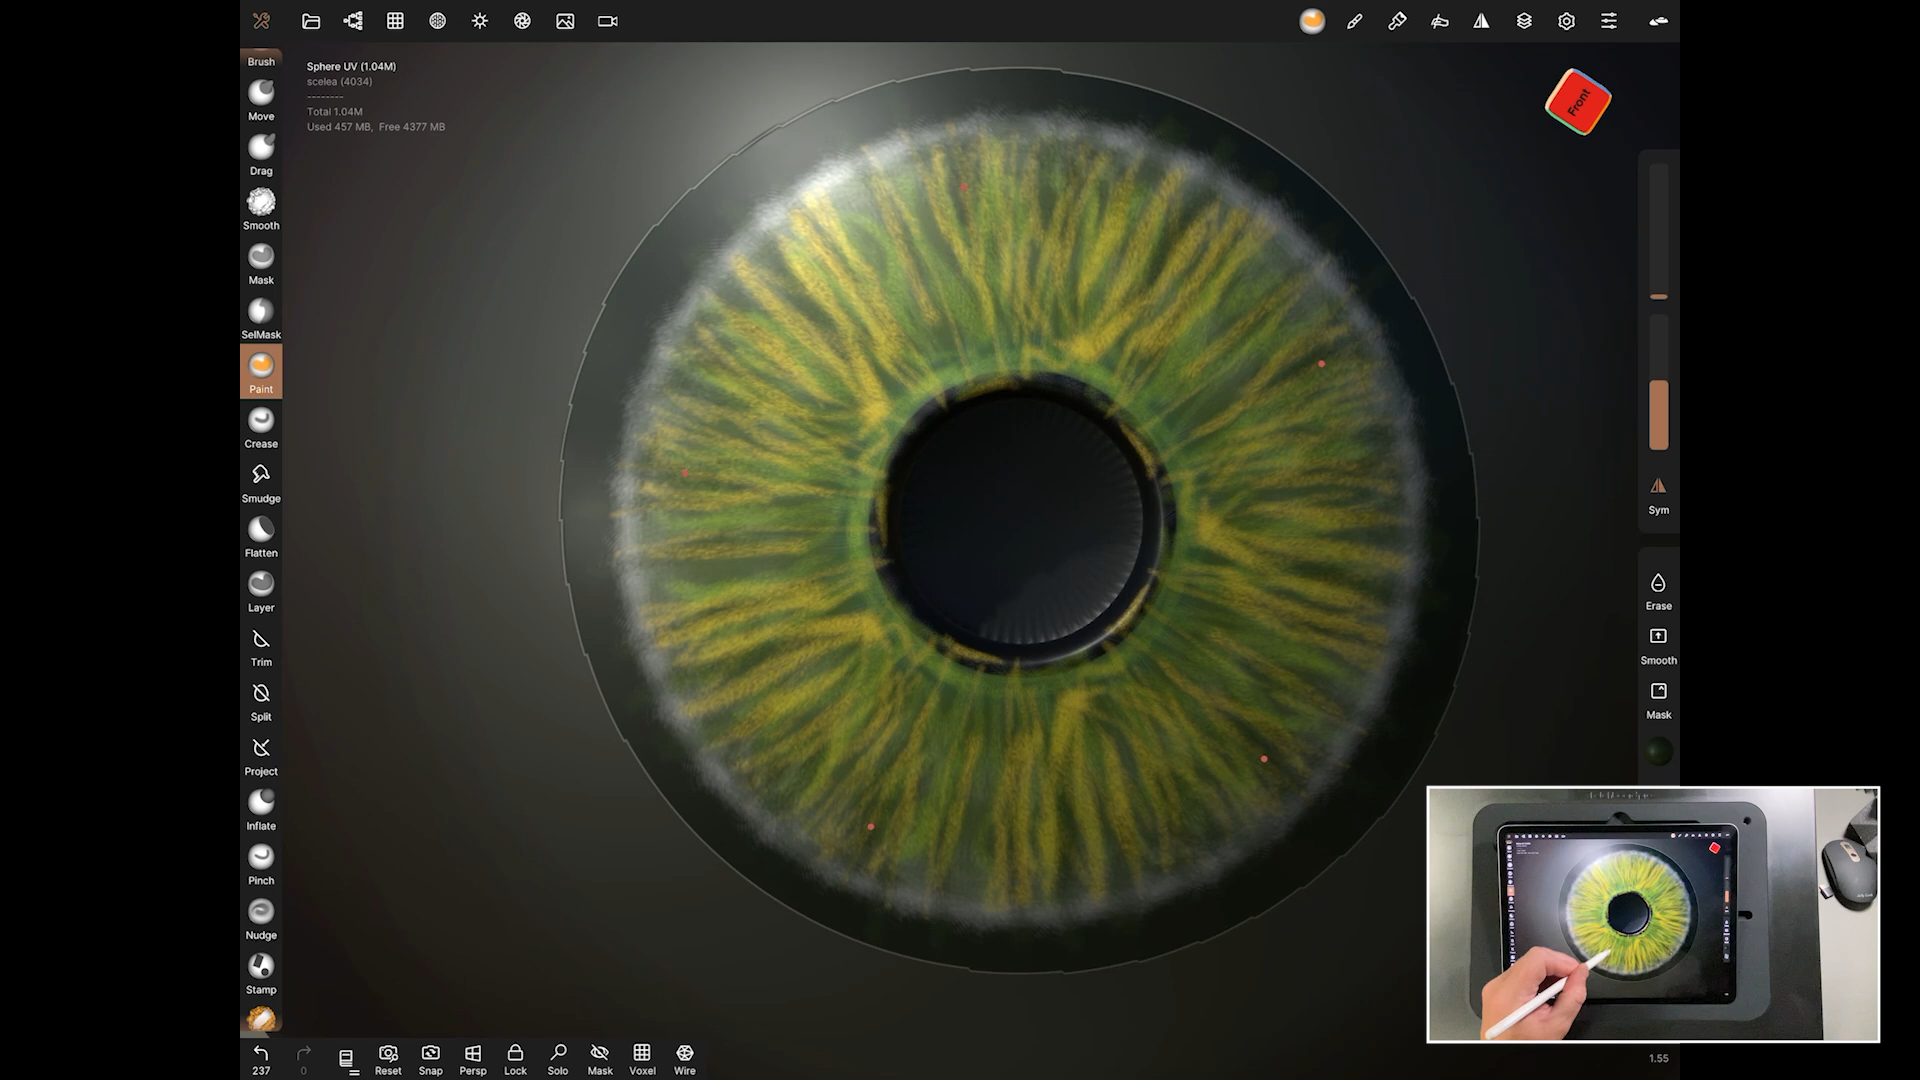 Sphere UV (1.04M)
scelea (4034)
--------
Total 1.04M
Used 457 MB, Free 4377 MB
Front
Brush
Move
Drag
Smooth
Mask
SelMask
Paint
Crease
Smudge
Flatten
Layer
Trim
Split
Project
Inflate
Pinch
Nudge
Stamp
Sym
Erase
Smooth
Mask
237
0
Reset
Snap
Persp
Lock
Solo
Mask
Voxel
Wire
1.55